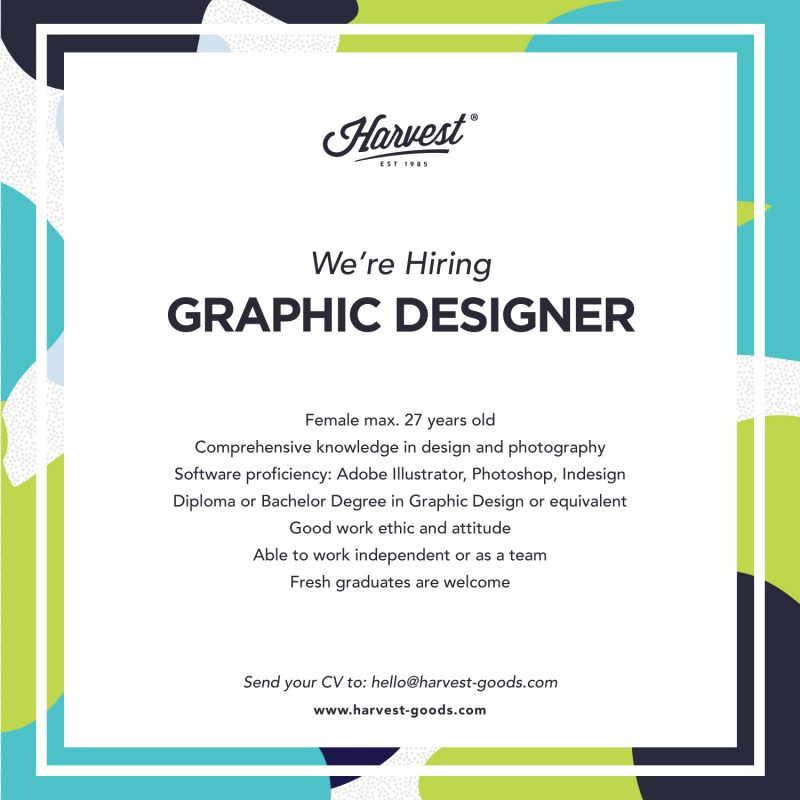 Harvest®
EST 1985
We're Hiring
GRAPHIC DESIGNER
Female max. 27 years old
Comprehensive knowledge in design and photography
Software proficiency: Adobe Illustrator, Photoshop, Indesign
Diploma or Bachelor Degree in Graphic Design or equivalent
Good work ethic and attitude
Able to work independent or as a team
Fresh graduates are welcome
Send your CV to: hello@harvest-goods.com
www.harvest-goods.com